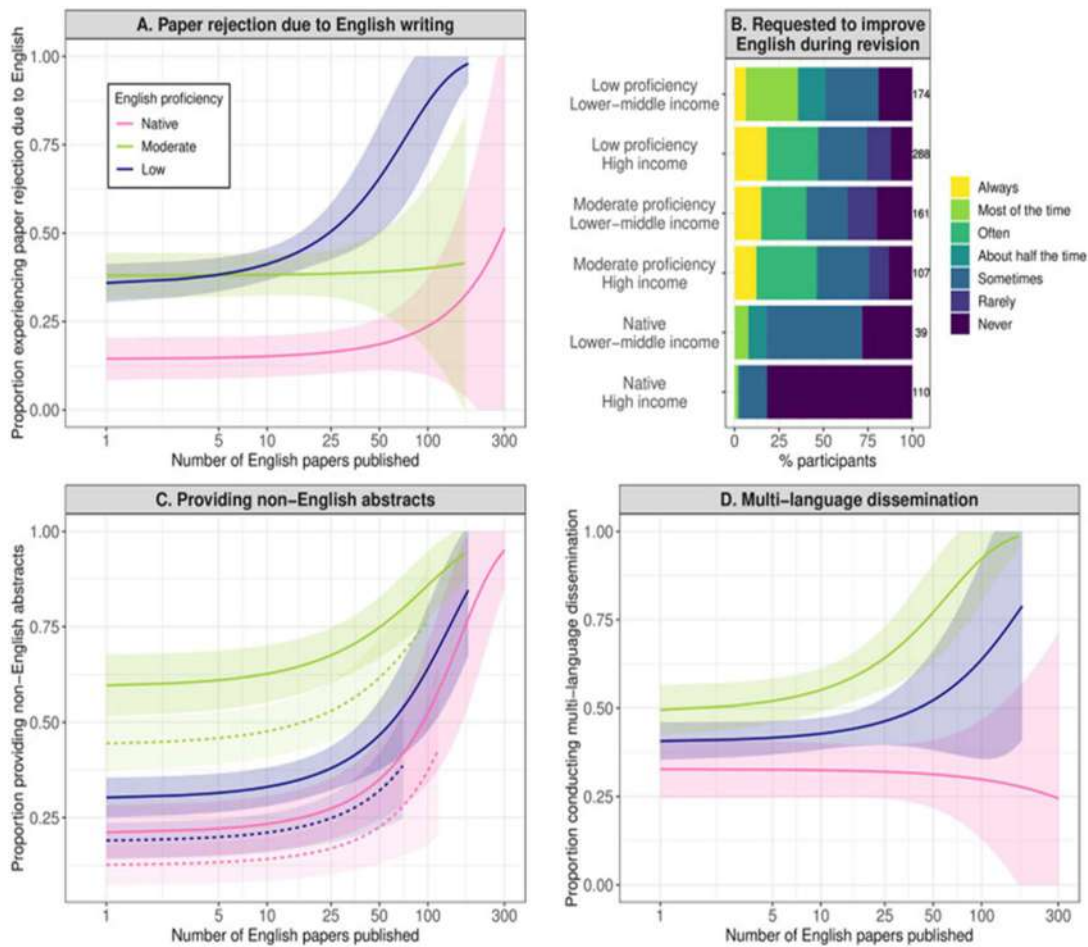 A. Paper rejection due to English writing
Proportion experiencing paper rejection due to English
1.00
0.75
0.50
0.25
0.00
English proficiency
Native
Moderate
Low
1 5 10 25 50 100 300
Number of English papers published
B. Requested to improve
English during revision
Low proficiency
Lower−middle income
174
Low proficiency
High income
268
Moderate proficiency
Lower−middle income
161
Moderate proficiency
High income
107
Native
Lower−middle income
39
Native
High income
110
0 25 50 75 100
% participants
Always
Most of the time
Often
About half the time
Sometimes
Rarely
Never
C. Providing non−English abstracts
Proportion providing non−English abstracts
1.00
0.75
0.50
0.25
1 5 10 25 50 100 300
Number of English papers published
D. Multi−language dissemination
Proportion conducting multi−language dissemination
1.00
0.75
0.50
0.25
0.00
1 5 10 25 50 100 300
Number of English papers published